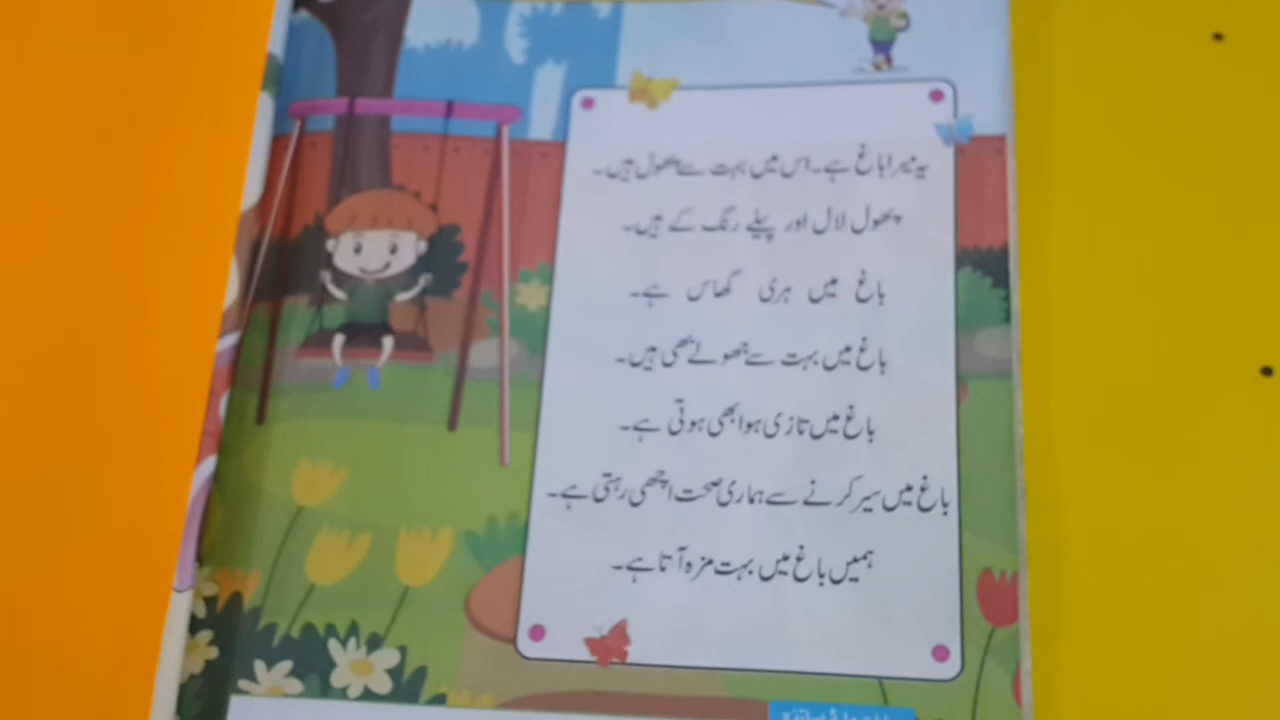 یہ میرا باغ ہے۔ اس میں بہت سے پھول ہیں۔
پھول لال اور پیلے رنگ کے ہیں۔
باغ میں ہری گھاس ہے۔
باغ میں بہت سے جھولے بھی ہیں۔
باغ میں تازی ہوا بھی ہوتی ہے۔
باغ میں سیر کرنے سے ہماری صحت اچھی رہتی ہے۔
ہمیں باغ میں بہت مزہ آتا ہے۔